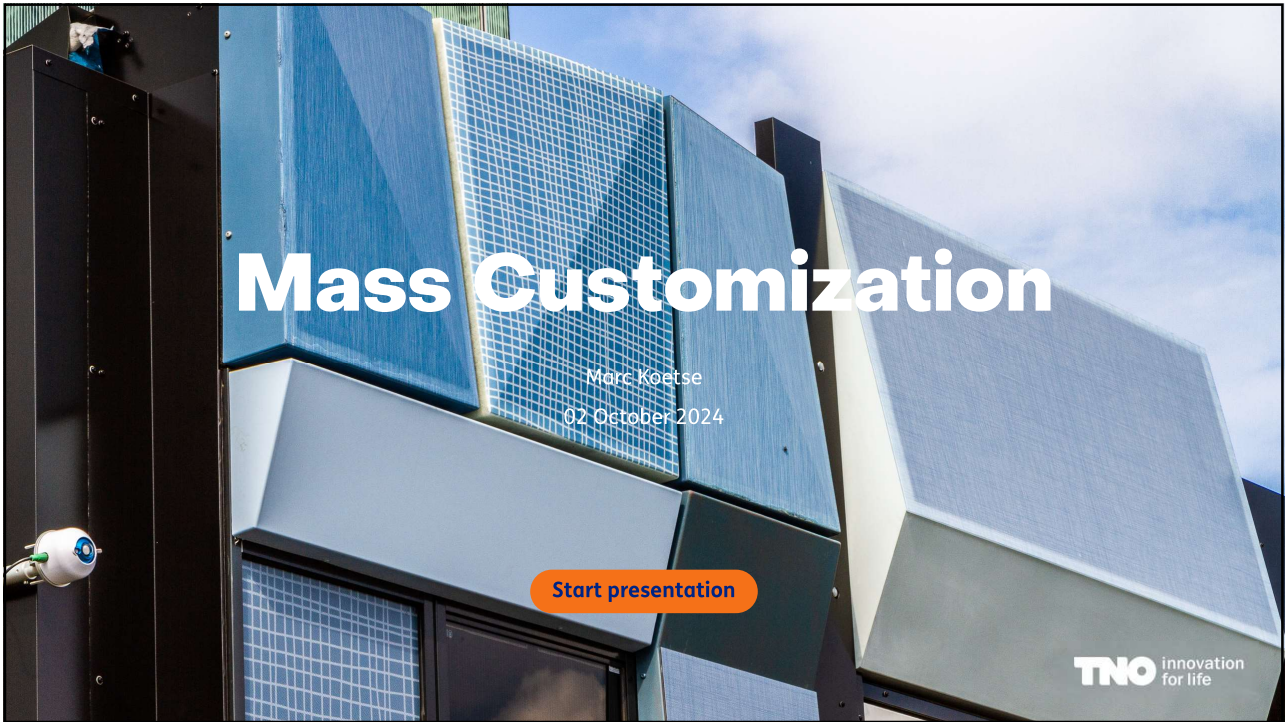 Mass Customization
Marc Koetse
02 October 2024
Start presentation
TNO innovation
for life